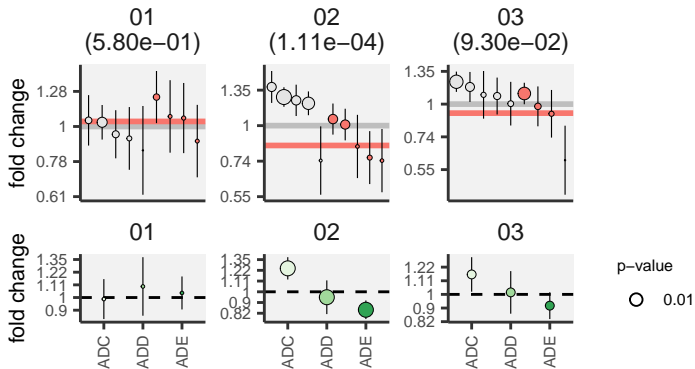 01
(5.80e−01)
02
(1.11e−04)
03
(9.30e−02)
fold change
1.28
1
0.78
0.61
1.35
1
0.74
0.55
1.35
1
0.74
0.55
01
02
03
fold change
1.35
1.22
1.11
1
0.9
1.35
1.22
1.11
1
0.9
0.82
1.22
1.11
1
0.9
0.82
ADC
ADD
ADE
ADC
ADD
ADE
ADC
ADD
ADE
p−value
0.01